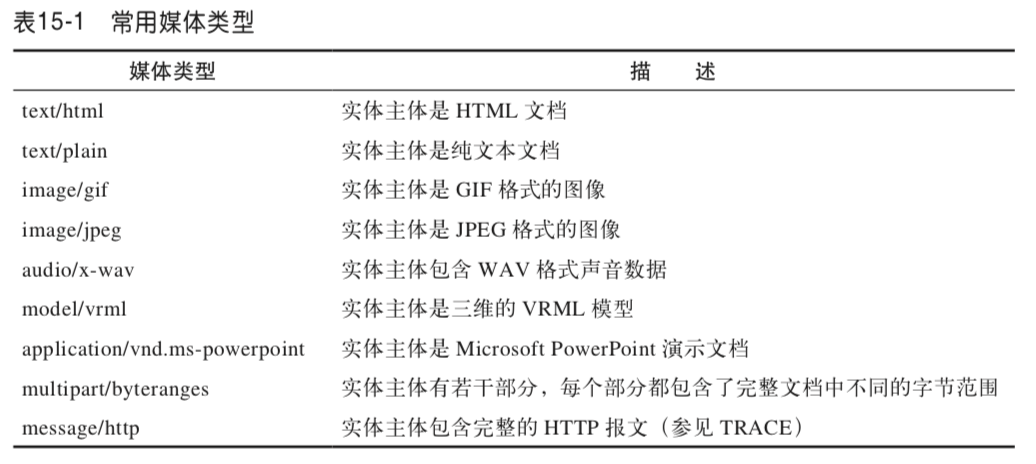 表15-1 常用媒体类型
媒体类型 描 述
text/html 实体主体是 HTML 文档
text/plain 实体主体是纯文本文档
image/gif 实体主体是 GIF 格式的图像
image/jpeg 实体主体是 JPEG 格式的图像
audio/x-wav 实体主体包含 WAV 格式声音数据
model/vrml 实体主体是三维的 VRML 模型
application/vnd.ms-powerpoint 实体主体是 Microsoft PowerPoint 演示文档
multipart/byteranges 实体主体有若干部分，每个部分都包含了完整文档中不同的字节范围
message/http 实体主体包含完整的 HTTP 报文（参见 TRACE）